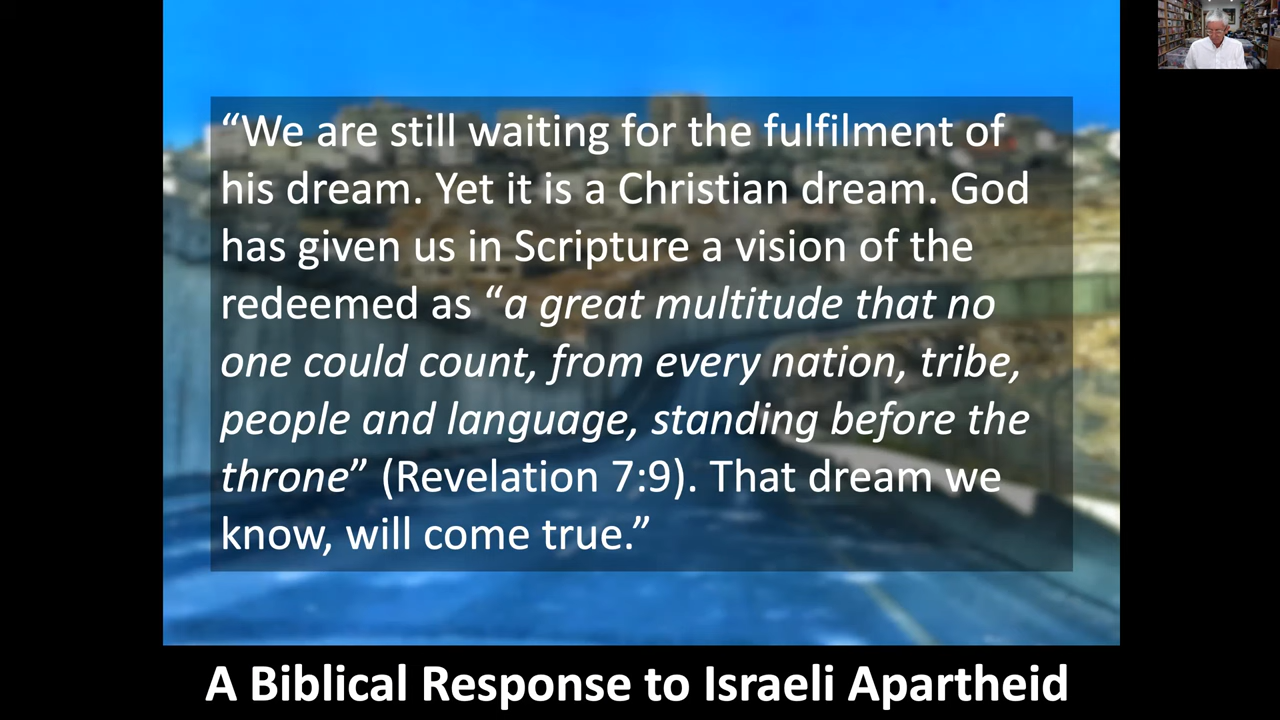 “We are still waiting for the fulfilment of
his dream. Yet it is a Christian dream. God
has given us in Scripture a vision of the
redeemed as “a great multitude that no
one could count, from every nation, tribe,
people and language, standing before the
throne” (Revelation 7:9). That dream we
know, will come true.”
A Biblical Response to Israeli Apartheid